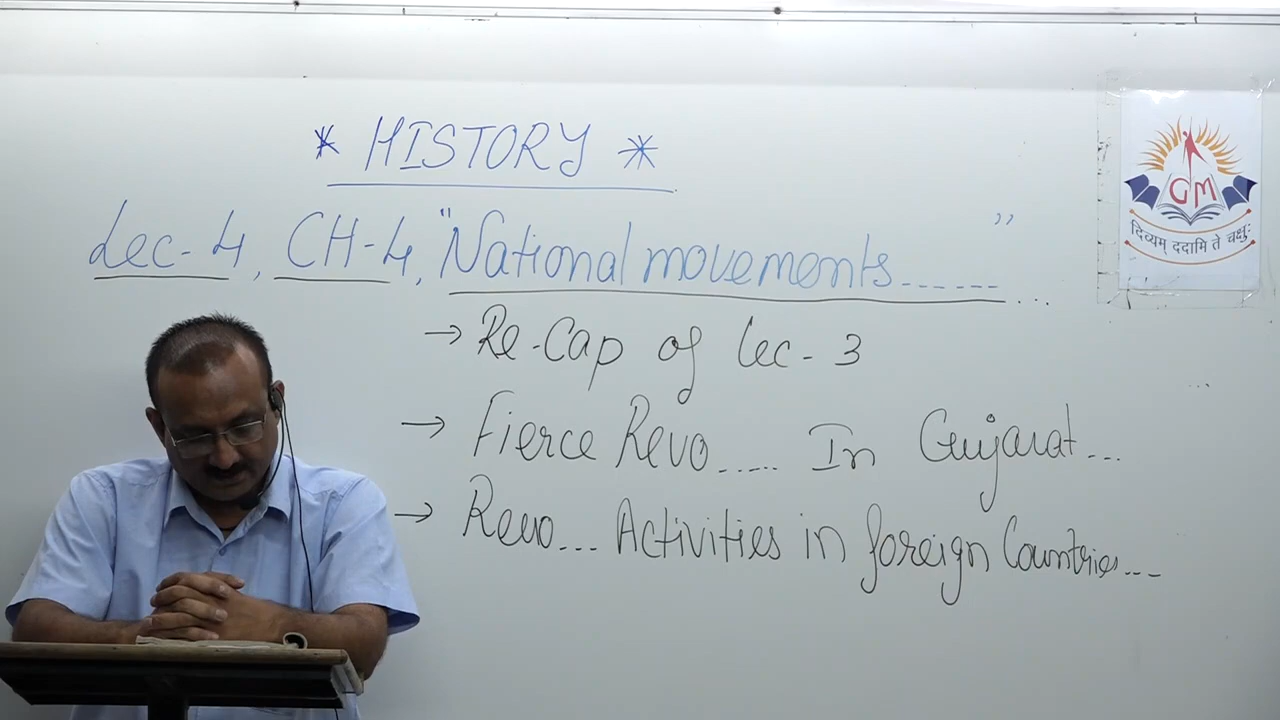 * HISTORY *
Lec-4, CH-4, "National movements......."
→ Re-Cap of Lec-3
→ Fierce Revo..... In Gujarat...
→ Revo... Activities in foreign Countries...
GM
दिव्यम् ददामि ते चक्षुः